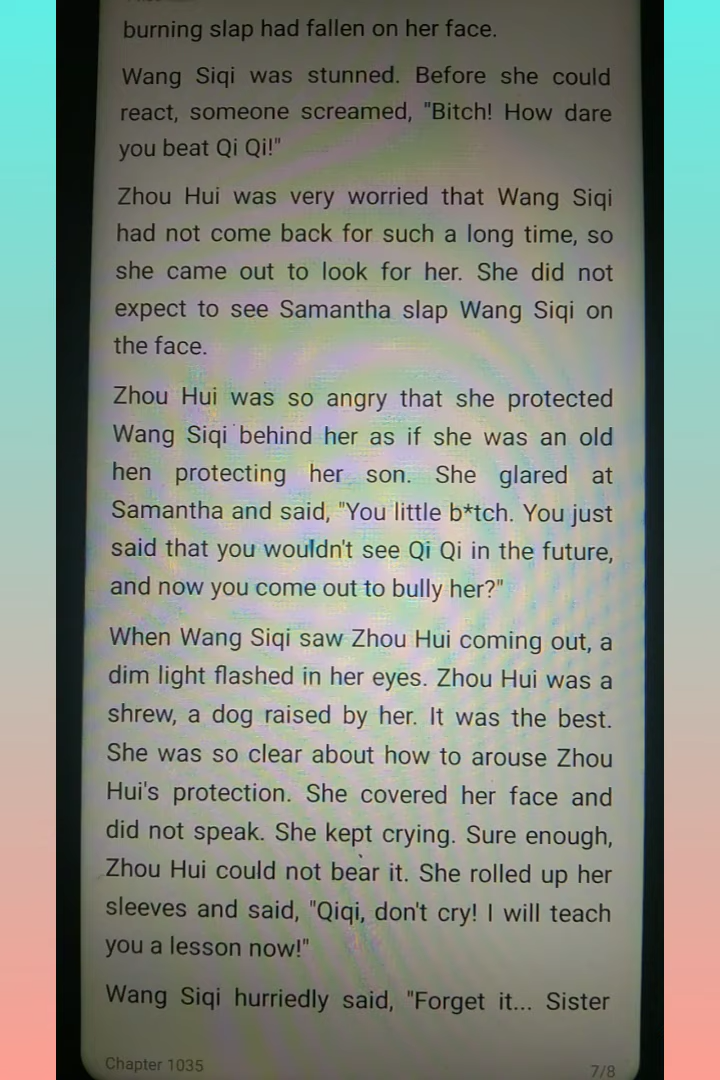 burning slap had fallen on her face.
Wang Siqi was stunned. Before she could
react, someone screamed, "Bitch! How dare
you beat Qi Qi!"
Zhou Hui was very worried that Wang Siqi
had not come back for such a long time, so
she came out to look for her. She did not
expect to see Samantha slap Wang Siqi on
the face.
Zhou Hui was so angry that she protected
Wang Siqi behind her as if she was an old
hen protecting her son. She glared at
Samantha and said, "You little b*tch. You just
said that you wouldn't see Qi Qi in the future,
and now you come out to bully her?"
When Wang Siqi saw Zhou Hui coming out, a
dim light flashed in her eyes. Zhou Hui was a
shrew, a dog raised by her. It was the best.
She was so clear about how to arouse Zhou
Hui's protection. She covered her face and
did not speak. She kept crying. Sure enough,
Zhou Hui could not bear it. She rolled up her
sleeves and said, "Qiqi, don't cry! I will teach
you a lesson now!"
Wang Siqi hurriedly said, "Forget it... Sister
Chapter 1035
7/8